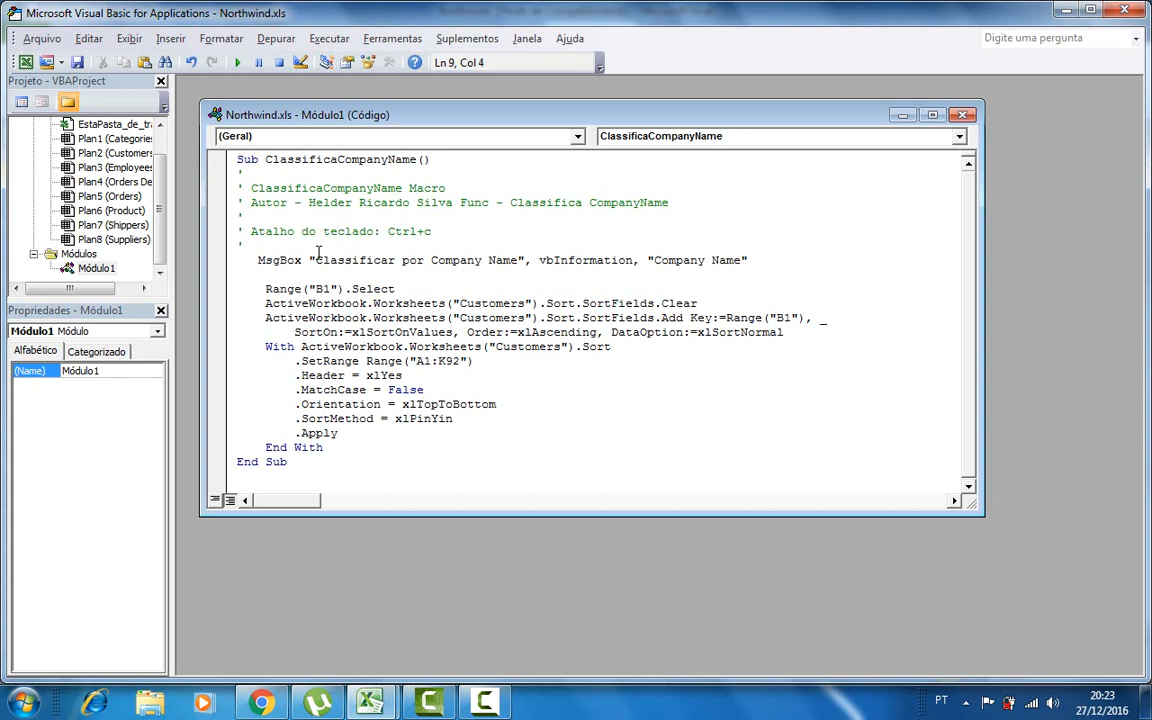 Microsoft Visual Basic for Applications - Northwind.xls
Arquivo Editar Exibir Inserir Formatar Depurar Executar Ferramentas Suplementos Janela Ajuda
Digite uma pergunta
Ln 9, Col 4
Projeto - VBAProject
EstaPasta_de_tra
Plan1 (Categories
Plan2 (Customers
Plan3 (Employees
Plan4 (Orders De
Plan5 (Orders)
Plan6 (Product)
Plan7 (Shippers)
Plan8 (Suppliers)
Módulos
Módulo1
Propriedades - Módulo1
Módulo1 Módulo
Alfabético Categorizado
(Name) Módulo1
Northwind.xls - Módulo1 (Código)
(Geral) ClassificaCompanyName
Sub ClassificaCompanyName()
'
' ClassificaCompanyName Macro
' Autor - Helder Ricardo Silva Func - Classifica CompanyName
'
' Atalho do teclado: Ctrl+c
'
MsgBox "Classificar por Company Name", vbInformation, "Company Name"
Range("B1").Select
ActiveWorkbook.Worksheets("Customers").Sort.SortFields.Clear
ActiveWorkbook.Worksheets("Customers").Sort.SortFields.Add Key:=Range("B1"), _
SortOn:=xlSortOnValues, Order:=xlAscending, DataOption:=xlSortNormal
With ActiveWorkbook.Worksheets("Customers").Sort
.SetRange Range("A1:K92")
.Header = xlYes
.MatchCase = False
.Orientation = xlTopToBottom
.SortMethod = xlPinYin
.Apply
End With
End Sub
PT
20:23
27/12/2016